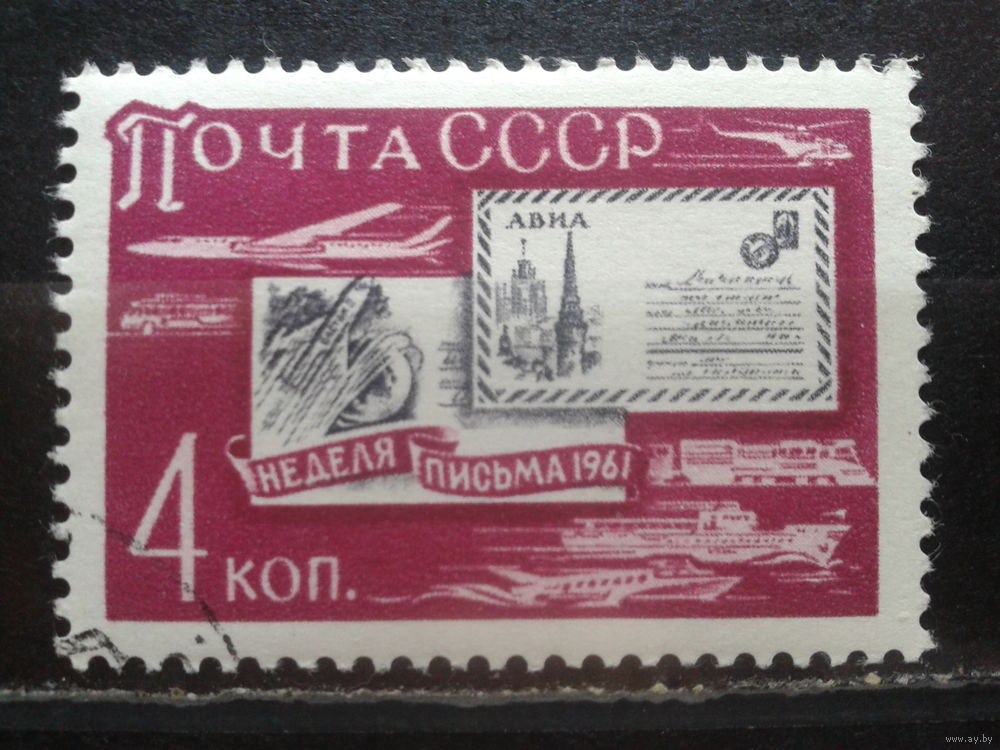 ПОЧТА СССР
АВИА
НЕДЕЛЯ ПИСЬМА 1961
4 КОП.
www.ay.by